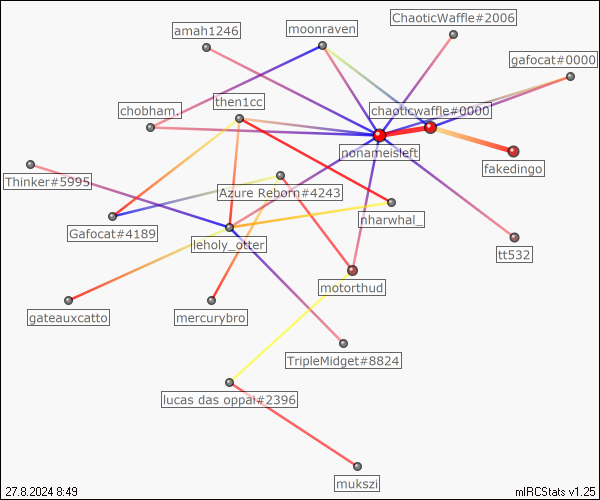 ChaoticWaffle#2006
moonraven
amah1246
gafocat#0000
then1cc
chaoticwaffle#0000
chobham.
nonameisleft
fakedingo
Thinker#5995
Azure Reborn#4243
nharwhal_
Gafocat#4189
leholy_otter
tt532
motorthud
gateauxcatto
mercurybro
TripleMidget#8824
lucas das oppai#2396
mukszi
27.8.2024 8:49
mIRCStats v1.25